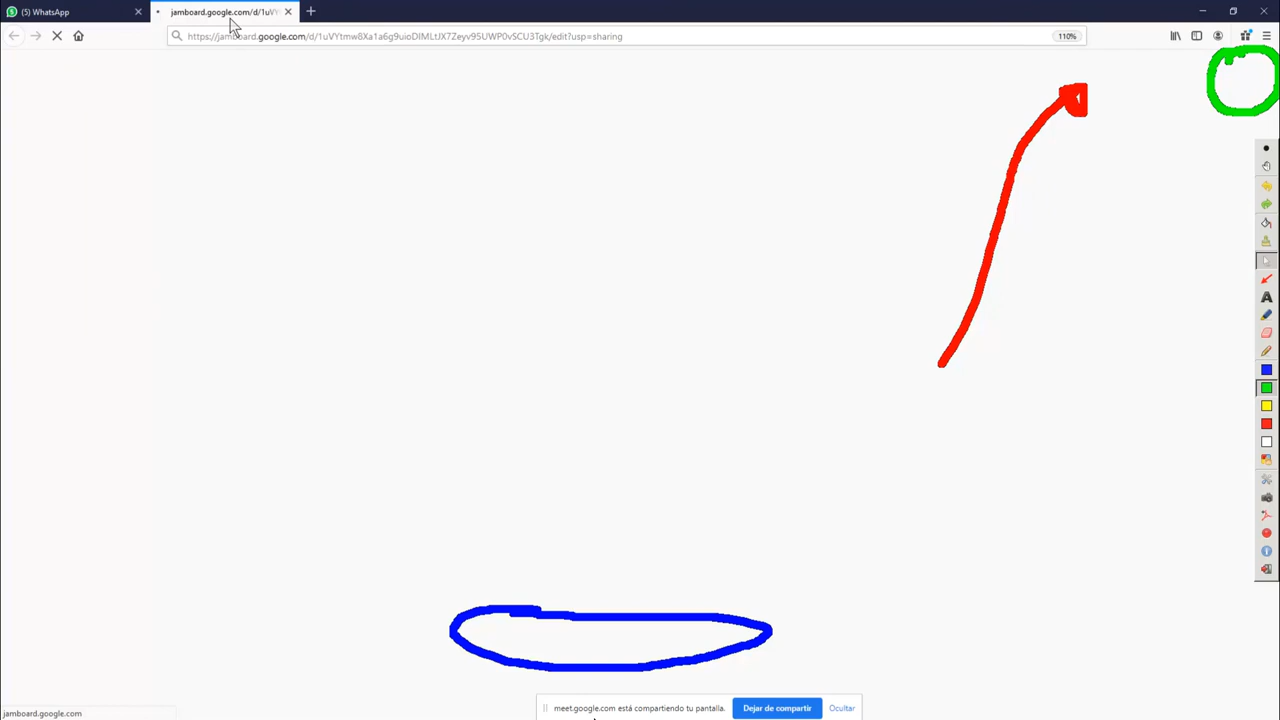 (5) WhatsApp
jamboard.google.com/d/1uVY
https://jamboard.google.com/d/1uVYtmw8Xa1a6g9uioDIMLtJX7Zeyv95UWP0vSCU3Tgk/edit?usp=sharing
110%
A
meet.google.com está compartiendo tu pantalla.
Dejar de compartir
Ocultar
jamboard.google.com